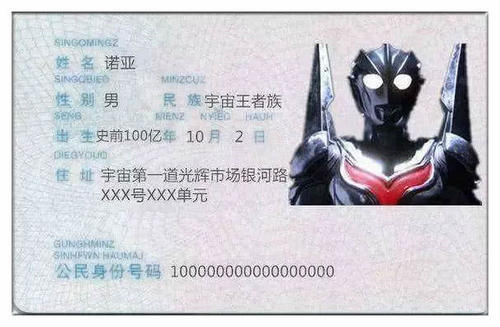 SINGOMINGZ
姓 名 诺亚
SINGQBIED MINZCUZ
性 别 男 民 族 宇宙王者族
SENG NIENZ NYIED HAUH
出 生 史前100亿年 10 月 2 日
DIEGYOUQ
住 址 宇宙第一道光辉市场银河路
XXX号XXX单元
GUNGHMINZ
SINHFWN HAUMAJ
公民身份号码 100000000000000000